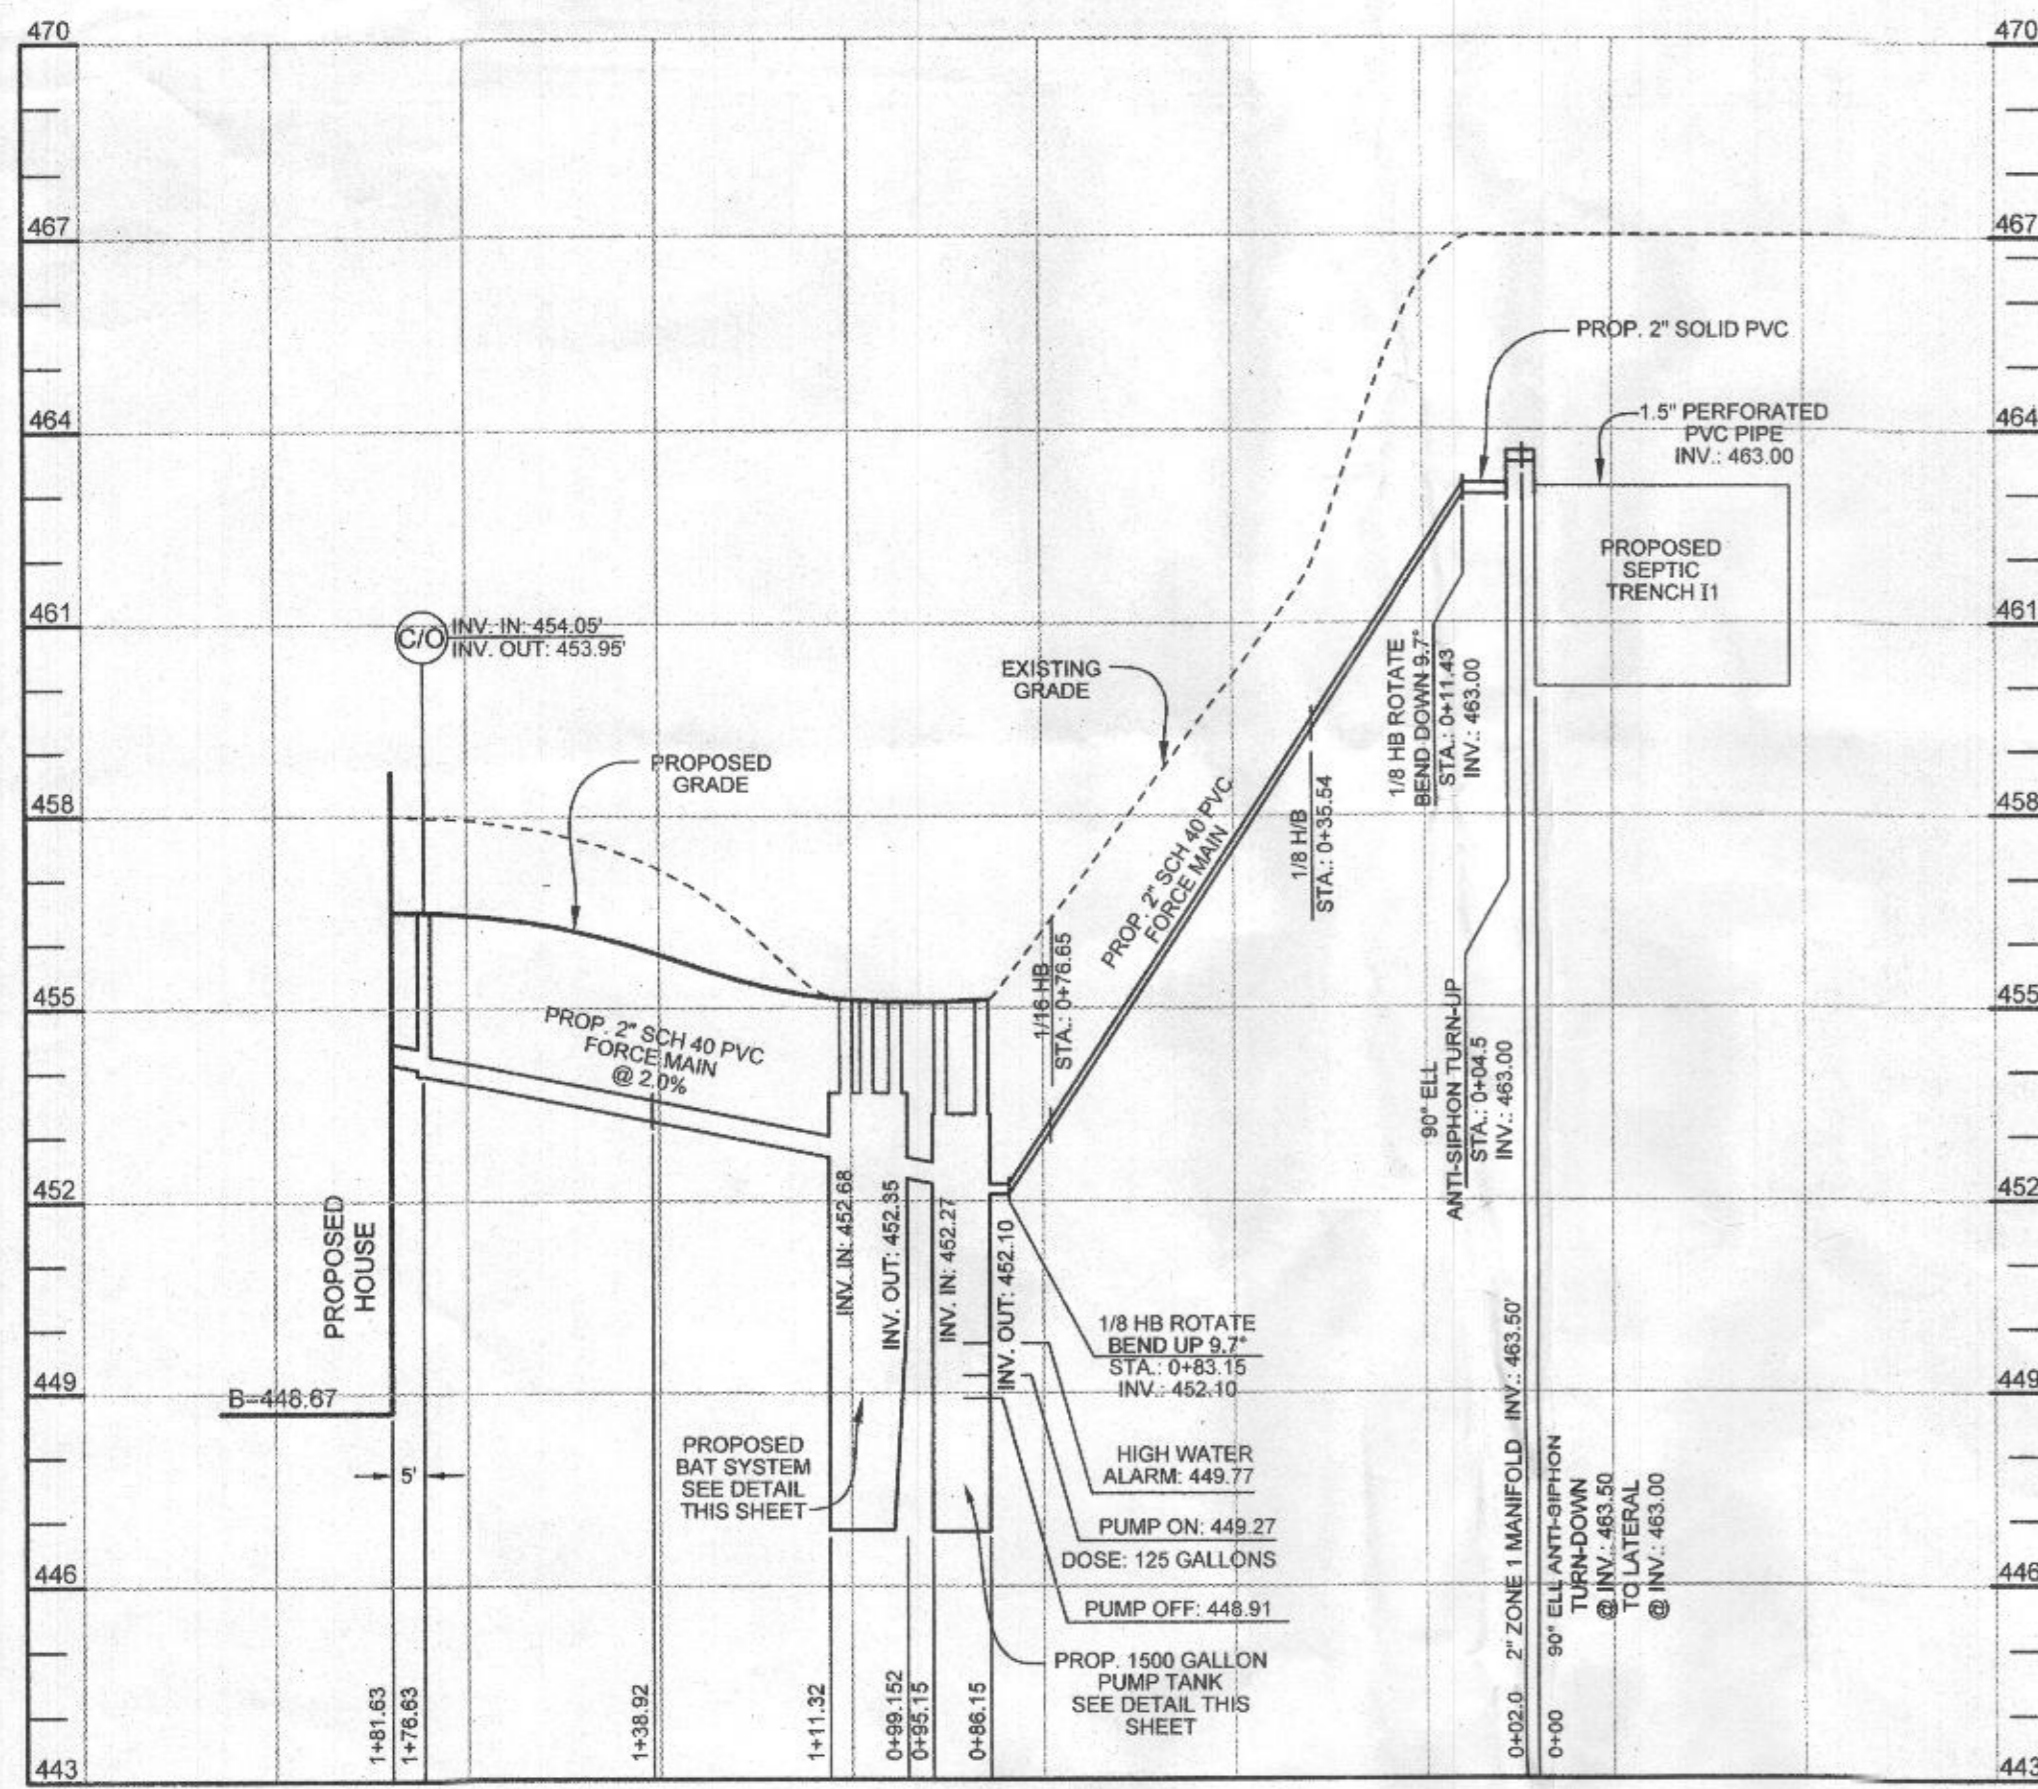 470
467
464
461
458
455
452
449
446
443
470
467
464
461
458
455
452
449
446
443
PROP. 2" SOLID PVC
1.5" PERFORATED
PVC PIPE
INV.: 463.00
PROPOSED
SEPTIC
TRENCH I1
C/O
INV. IN: 454.05'
INV. OUT: 453.95'
EXISTING
GRADE
PROPOSED
GRADE
1/8 HB ROTATE
BEND DOWN 9.7°
STA.: 0+11.43
INV.: 463.00
1/8 H/B
STA.: 0+35.54
PROP. 2" SCH 40 PVC
FORCE MAIN
1/16 HB
STA.: 0+76.65
PROP. 2" SCH 40 PVC
FORCE MAIN
@ 2.0%
90° ELL
ANTI-SIPHON TURN-UP
STA.: 0+04.5
INV.: 463.00
PROPOSED
HOUSE
INV. IN: 452.68
INV. OUT: 452.35
INV. IN: 452.27
INV. OUT: 452.10
1/8 HB ROTATE
BEND UP 9.7°
STA.: 0+83.15
INV.: 452.10
B=448.67
5'
PROPOSED
BAT SYSTEM
SEE DETAIL
THIS SHEET
HIGH WATER
ALARM: 449.77
PUMP ON: 449.27
DOSE: 125 GALLONS
PUMP OFF: 448.91
PROP. 1500 GALLON
PUMP TANK
SEE DETAIL THIS
SHEET
1+81.63
1+76.63
1+38.92
1+11.32
0+99.152
0+95.15
0+86.15
0+02.0 2" ZONE 1 MANIFOLD INV.: 463.50'
0+00 90° ELL ANTI-SIPHON
TURN-DOWN
@ INV.: 463.50
TO LATERAL
@ INV.: 463.00